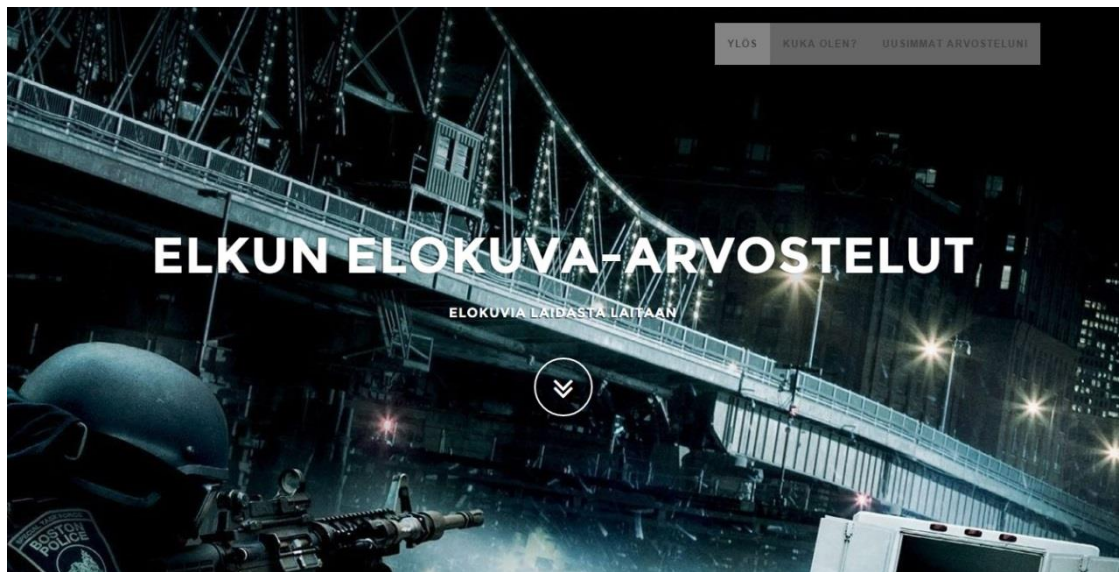 YLÖS KUKA OLEN? UUSIMMAT ARVOSTELUNI
ELKUN ELOKUVA-ARVOSTELUT
ELOKUVIA LAIDASTA LAITAAN
BOSTON
POLICE